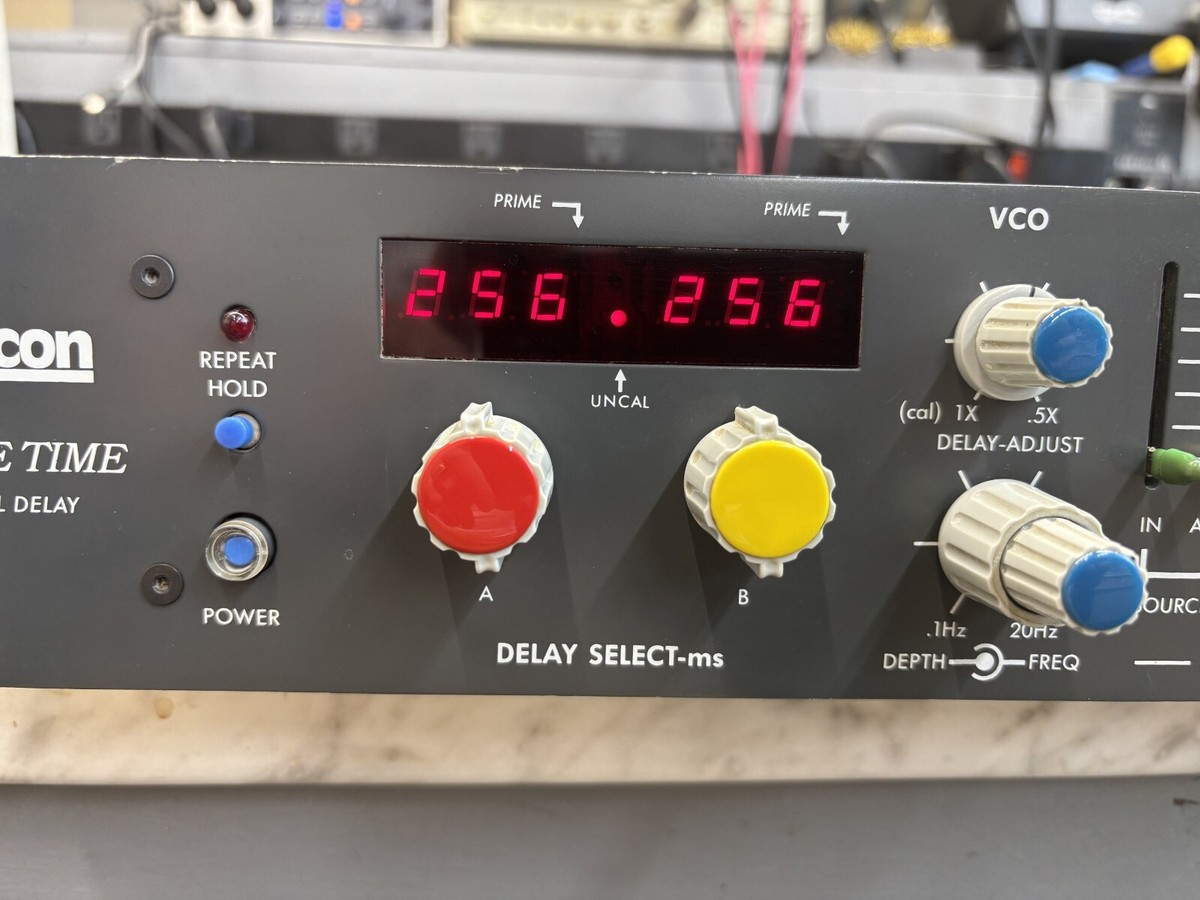 PRIME
PRIME
VCO
256.256
UNCAL
con
REPEAT
HOLD
(cal) 1X .5X
DELAY-ADJUST
E TIME
L DELAY
IN A
A
B
POWER
OURC
.1Hz 20Hz
DELAY SELECT-ms
DEPTH FREQ